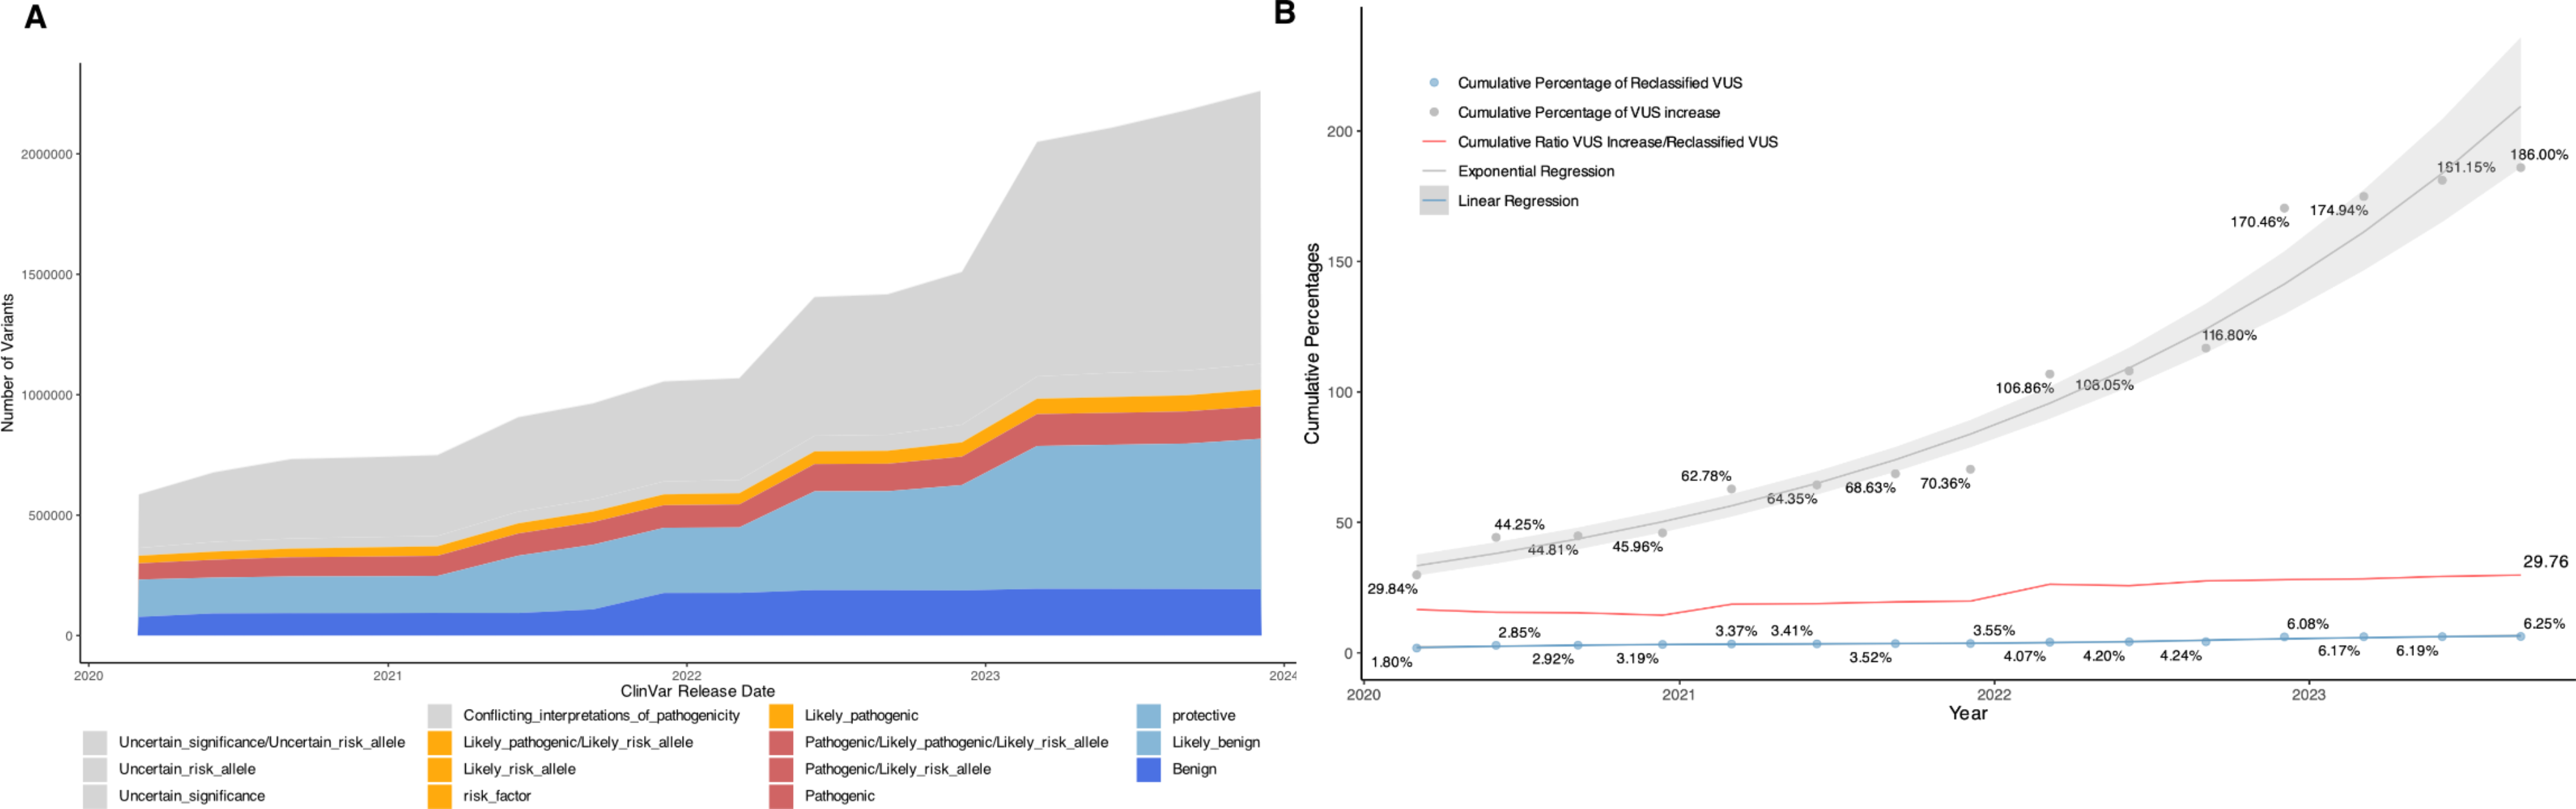 A
Number of Variants
2000000
1500000
1000000
500000
0
2020
2021
2022
2023
2024
ClinVar Release Date
Uncertain_significance/Uncertain_risk_allele
Uncertain_risk_allele
Uncertain_significance
Conflicting_interpretations_of_pathogenicity
Likely_pathogenic/Likely_risk_allele
Likely_risk_allele
risk_factor
Likely_pathogenic
Pathogenic/Likely_pathogenic/Likely_risk_allele
Pathogenic/Likely_risk_allele
Pathogenic
protective
Likely_benign
Benign
B
Cumulative Percentages
200
150
100
50
0
Cumulative Percentage of Reclassified VUS
Cumulative Percentage of VUS increase
Cumulative Ratio VUS Increase/Reclassified VUS
Exponential Regression
Linear Regression
29.84%
44.25%
44.81%
45.96%
62.78%
64.35%
68.63%
70.36%
106.86%
108.05%
116.80%
170.46%
174.94%
181.15%
186.00%
29.76
1.80%
2.85%
2.92%
3.19%
3.37%
3.41%
3.52%
3.55%
4.07%
4.20%
4.24%
6.08%
6.17%
6.19%
6.25%
2020
2021
2022
2023
Year